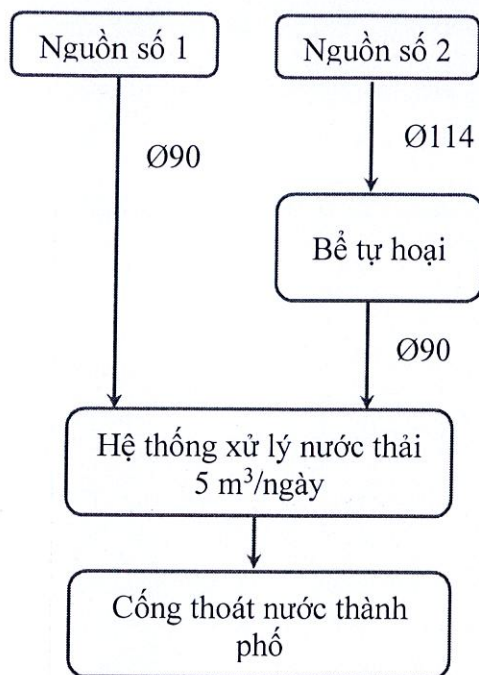 Nguồn số 1
Nguồn số 2
Ø90
Ø114
Bể tự hoại
Ø90
Hệ thống xử lý nước thải
5 m³/ngày
Cống thoát nước thành
phố